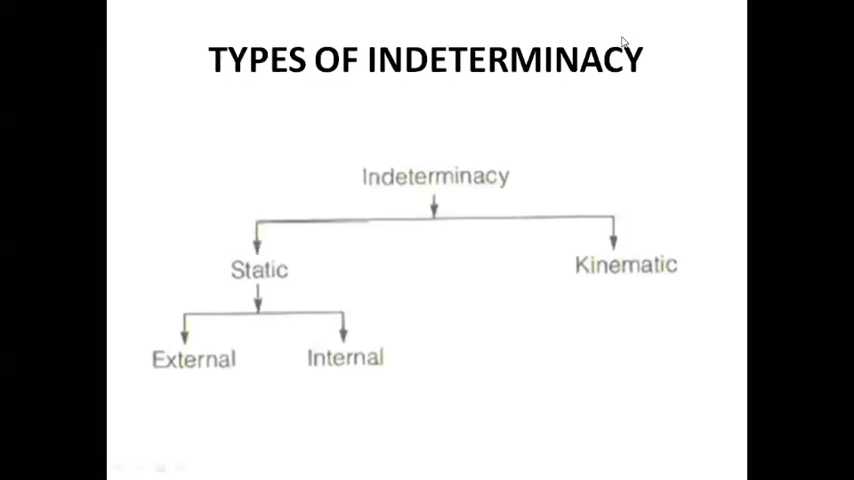 TYPES OF INDETERMINACY
Indeterminacy
Static
Kinematic
External
Internal